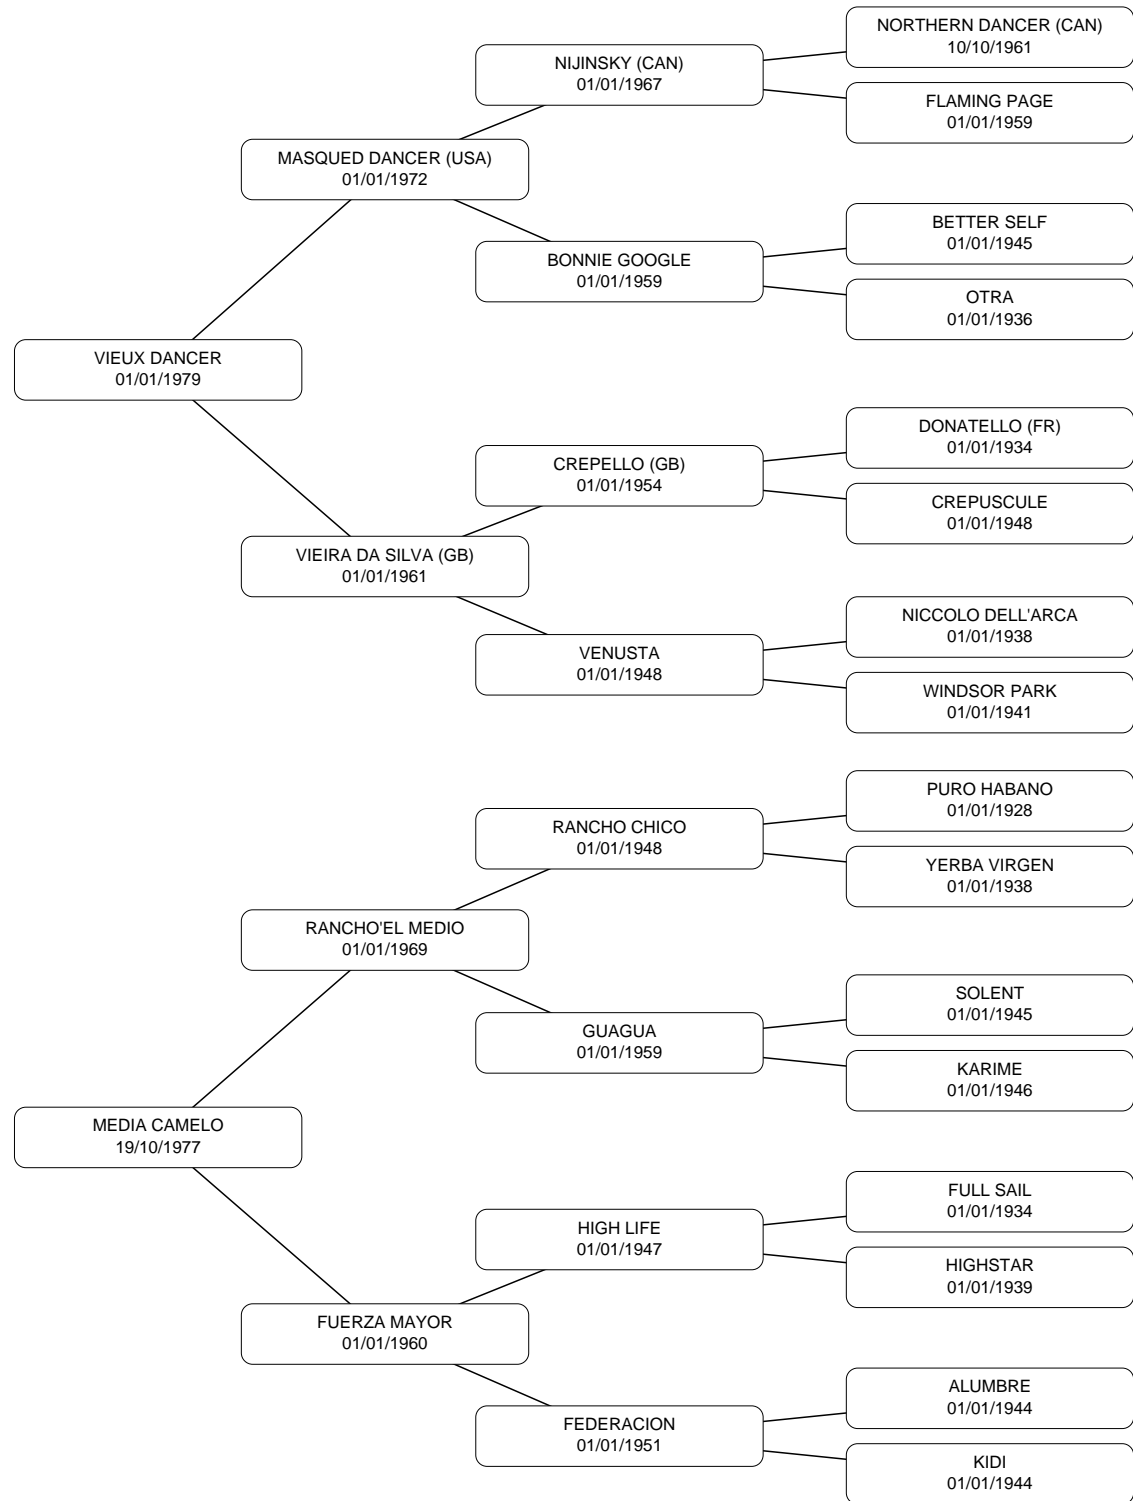 NORTHERN DANCER (CAN)
10/10/1961
NIJINSKY (CAN)
01/01/1967
FLAMING PAGE
01/01/1959
MASQUED DANCER (USA)
01/01/1972
BETTER SELF
01/01/1945
BONNIE GOOGLE
01/01/1959
OTRA
01/01/1936
VIEUX DANCER
01/01/1979
DONATELLO (FR)
01/01/1934
CREPELLO (GB)
01/01/1954
CREPUSCULE
01/01/1948
VIEIRA DA SILVA (GB)
01/01/1961
NICCOLO DELL'ARCA
01/01/1938
VENUSTA
01/01/1948
WINDSOR PARK
01/01/1941
PURO HABANO
01/01/1928
RANCHO CHICO
01/01/1948
YERBA VIRGEN
01/01/1938
RANCHO'EL MEDIO
01/01/1969
SOLENT
01/01/1945
GUAGUA
01/01/1959
KARIME
01/01/1946
MEDIA CAMELO
19/10/1977
FULL SAIL
01/01/1934
HIGH LIFE
01/01/1947
HIGHSTAR
01/01/1939
FUERZA MAYOR
01/01/1960
ALUMBRE
01/01/1944
FEDERACION
01/01/1951
KIDI
01/01/1944